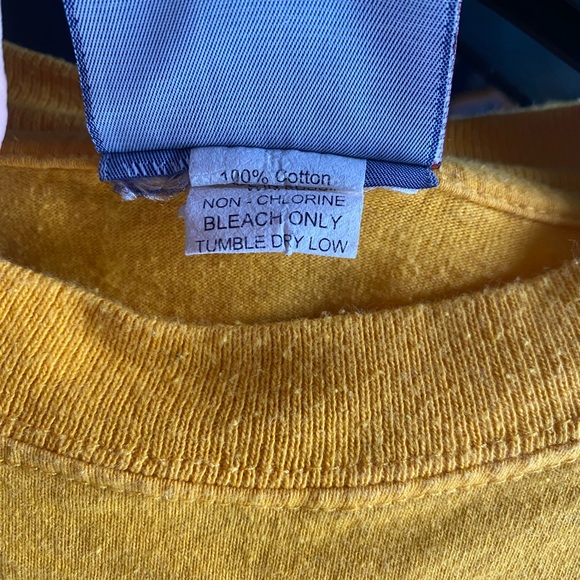 100% Cotton
NON - CHLORINE
BLEACH ONLY
TUMBLE DRY LOW